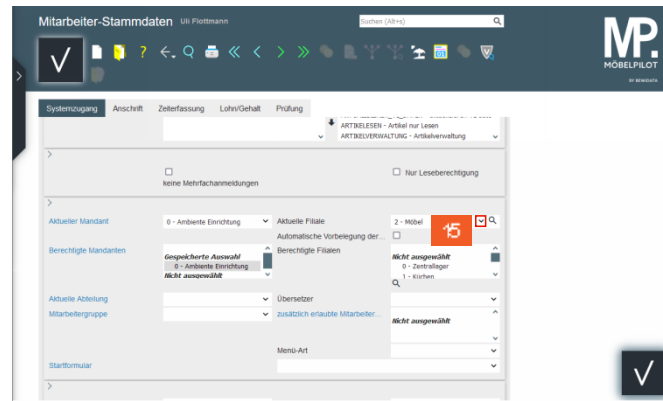 Mitarbeiter-Stammdaten Uli Flottmann
Suchen (Alt+s)
MP.
MÖBELPILOT
Systemzugang Anschrift Zeiterfassung Lohn/Gehalt Prüfung
ARTIKELLESEN - Artikel nur Lesen
ARTIKELVERWALTUNG - Artikelverwaltung
keine Mehrfachanmeldungen
Nur Leseberechtigung
Aktueller Mandant 0 - Ambiente Einrichtung Aktuelle Filiale 2 - Möbel
15
Automatische Vorbelegung der...
Berechtigte Mandanten Gespeicherte Auswahl Berechtigte Filialen Nicht ausgewählt
0 - Ambiente Einrichtung 0 - Zentrallager
Nicht ausgewählt 1 - Küchen
Aktuelle Abteilung Übersetzer
Mitarbeitergruppe zusätzlich erlaubte Mitarbeiter...
Nicht ausgewählt
Menü-Art
Startformular